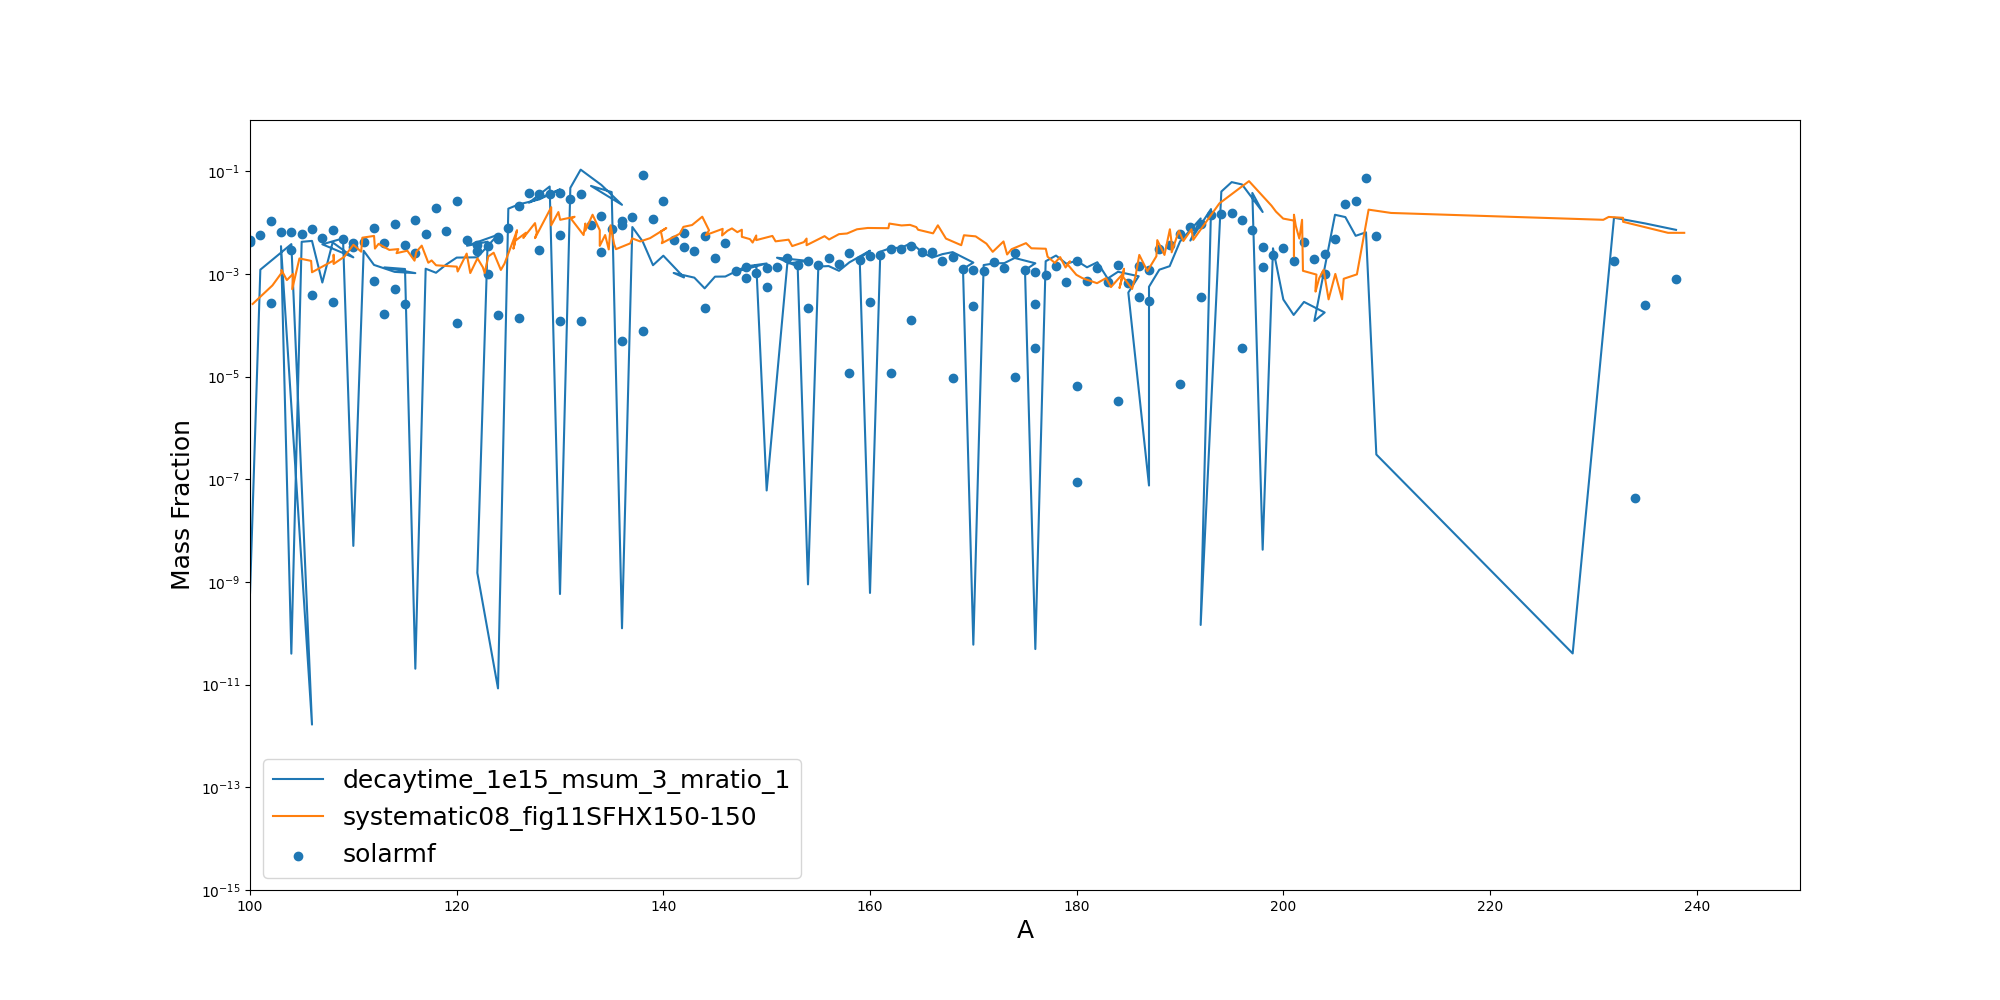 Mass Fraction
10⁻¹
10⁻³
10⁻⁵
10⁻⁷
10⁻⁹
10⁻¹¹
10⁻¹³
10⁻¹⁵
decaytime_1e15_msum_3_mratio_1
systematic08_fig11SFHX150-150
solarmf
100 120 140 160 180 200 220 240
A